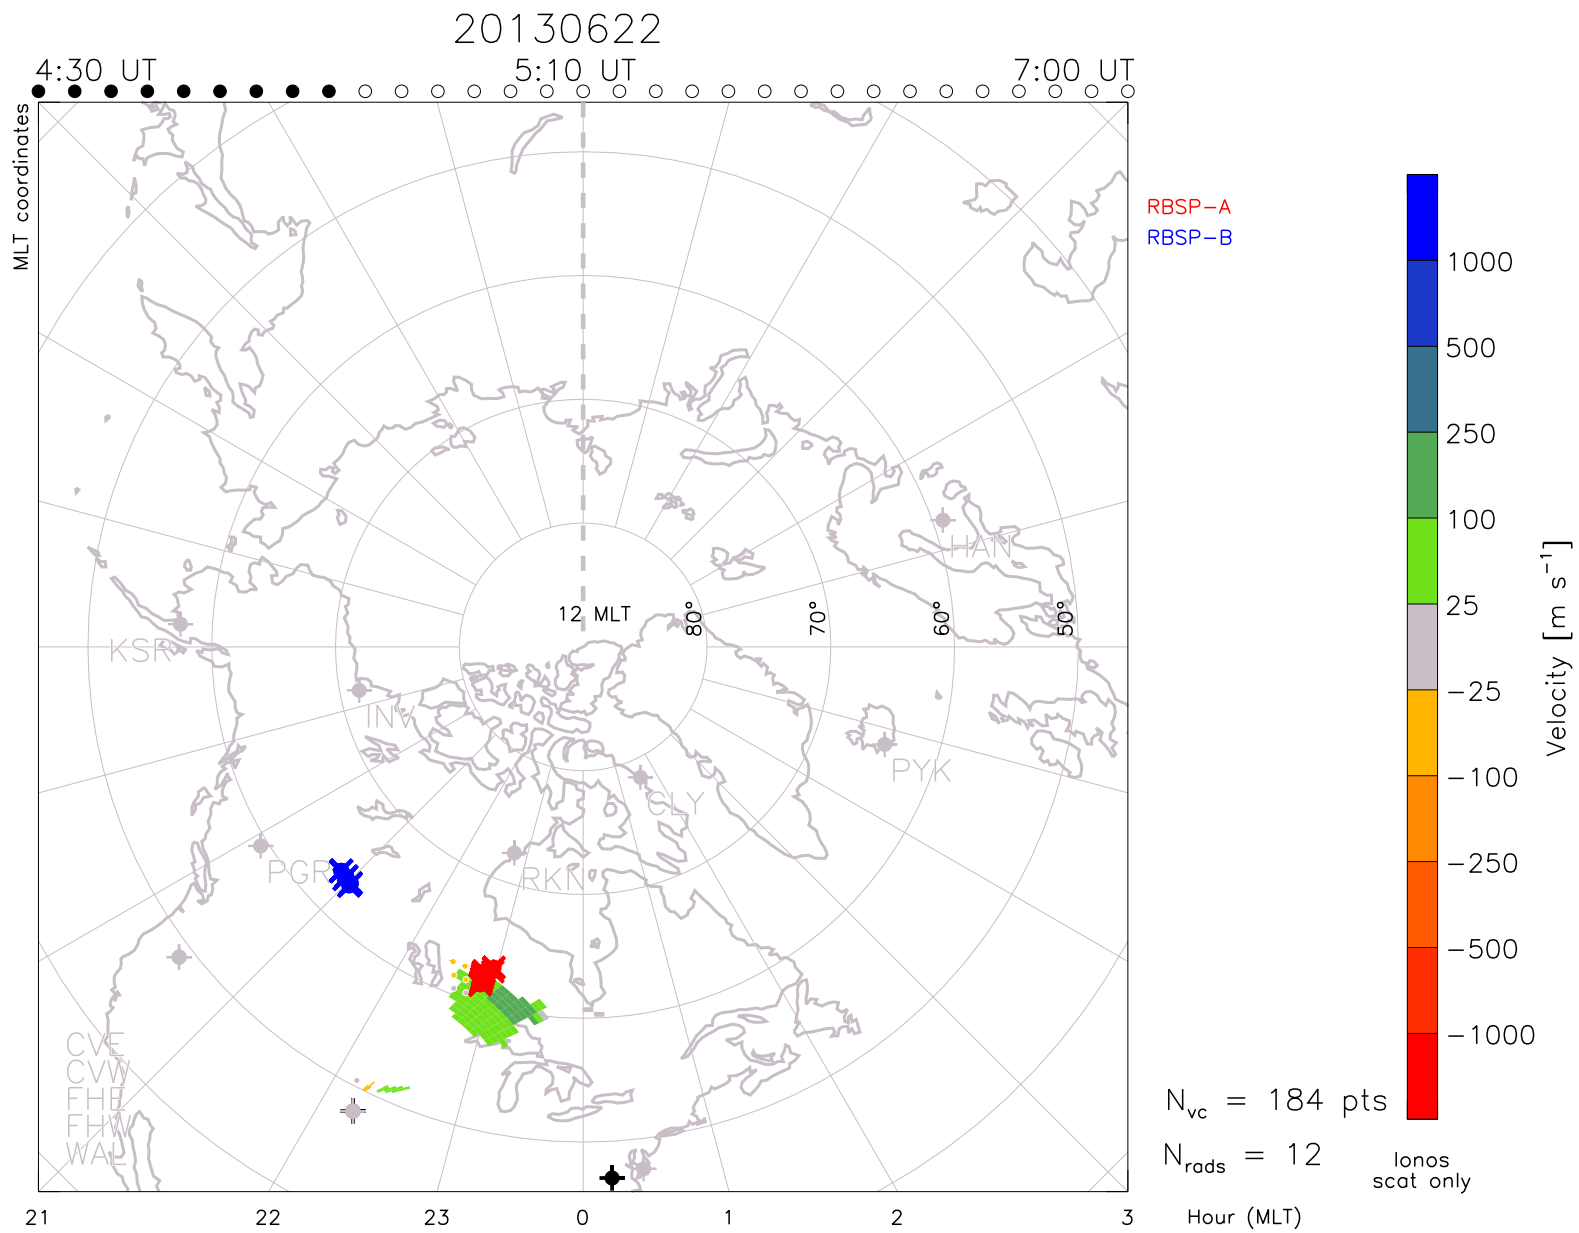 20130622
4:30 UT 5:10 UT 7:00 UT
MLT coordinates
RBSP-A
RBSP-B
1000
500
250
100
25
-25
-100
-250
-500
-1000
Velocity [m s⁻¹]
12 MLT
80°
70°
60°
50°
HAN
KSR
INV
PYK
CLY
PGR
RKN
CVE
CVW
FHE
FHW
WAL
Nvc = 184 pts
Nrads = 12
Ionos
scat only
21 22 23 0 1 2 3 Hour (MLT)